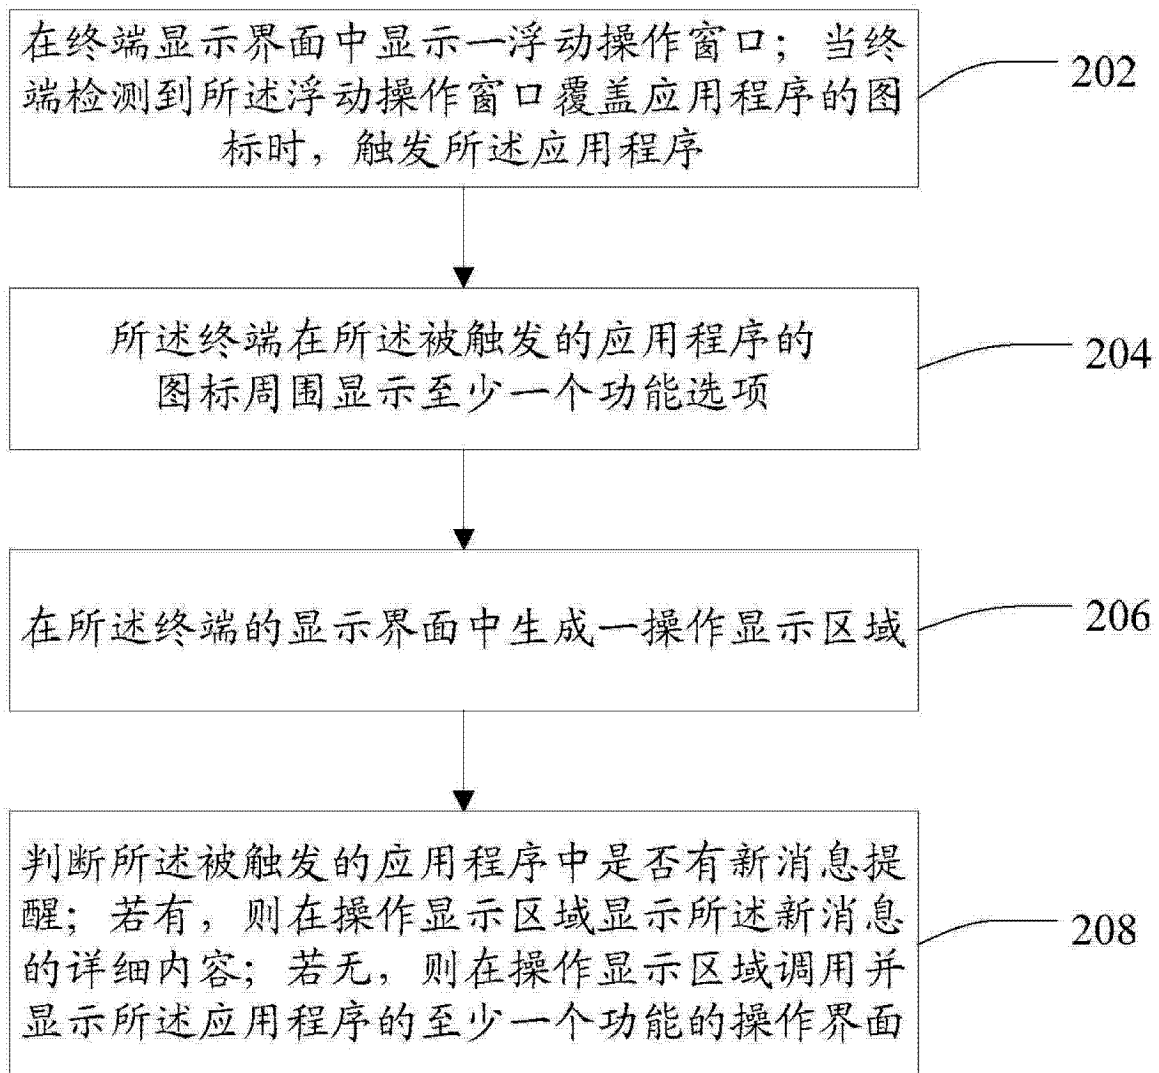 在终端显示界面中显示一浮动操作窗口；当终
端检测到所述浮动操作窗口覆盖应用程序的图
标时，触发所述应用程序
202
所述终端在所述被触发的应用程序的
图标周围显示至少一个功能选项
204
在所述终端的显示界面中生成一操作显示区域
206
判断所述被触发的应用程序中是否有新消息提
醒；若有，则在操作显示区域显示所述新消息
的详细内容；若无，则在操作显示区域调用并
显示所述应用程序的至少一个功能的操作界面
208